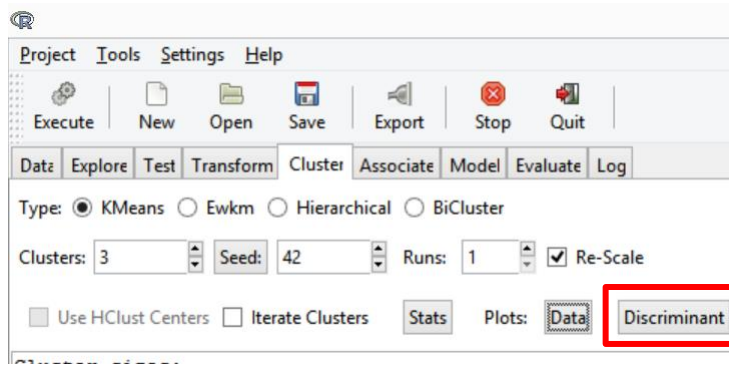 R
Project Tools Settings Help
Execute New Open Save Export Stop Quit
Data Explore Test Transform Cluster Associate Model Evaluate Log
Type: KMeans Ewkm Hierarchical BiCluster
Clusters: 3 Seed: 42 Runs: 1 Re-Scale
Use HClust Centers Iterate Clusters Stats Plots: Data Discriminant